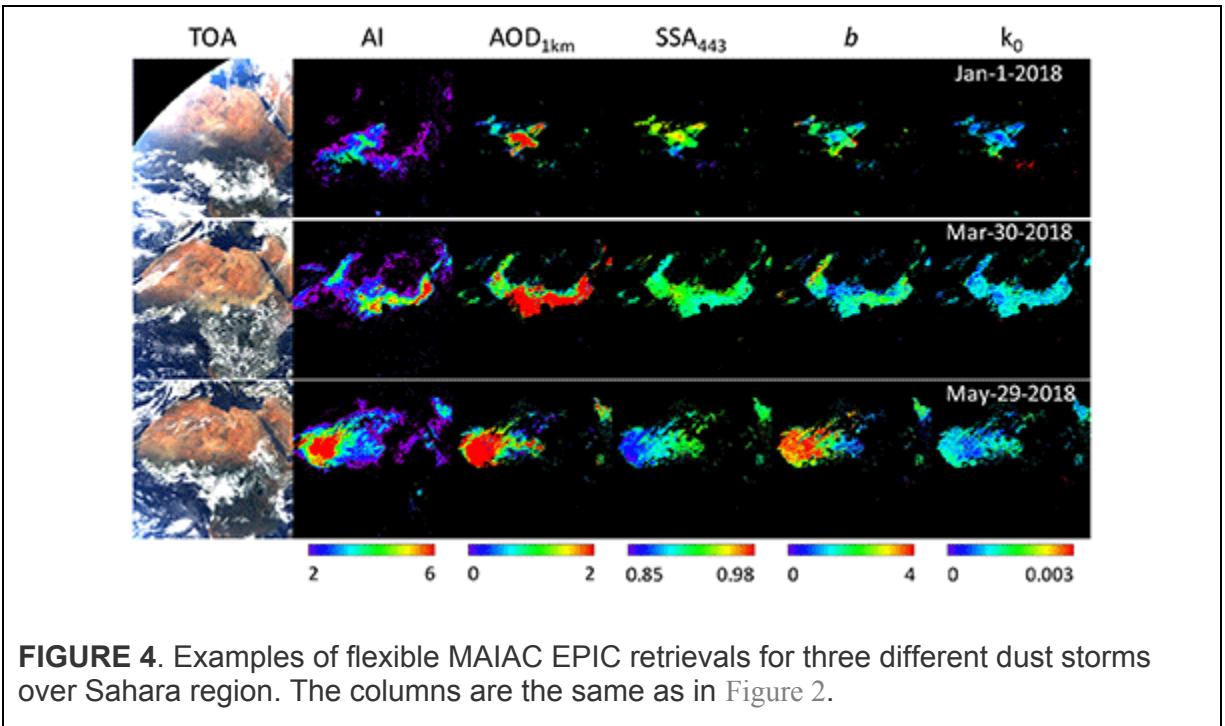 TOA AI AOD1km SSA443 b k0
Jan-1-2018
Mar-30-2018
May-29-2018
2 6 0 2 0.85 0.98 0 4 0 0.003
FIGURE 4. Examples of flexible MAIAC EPIC retrievals for three different dust storms
over Sahara region. The columns are the same as in Figure 2.